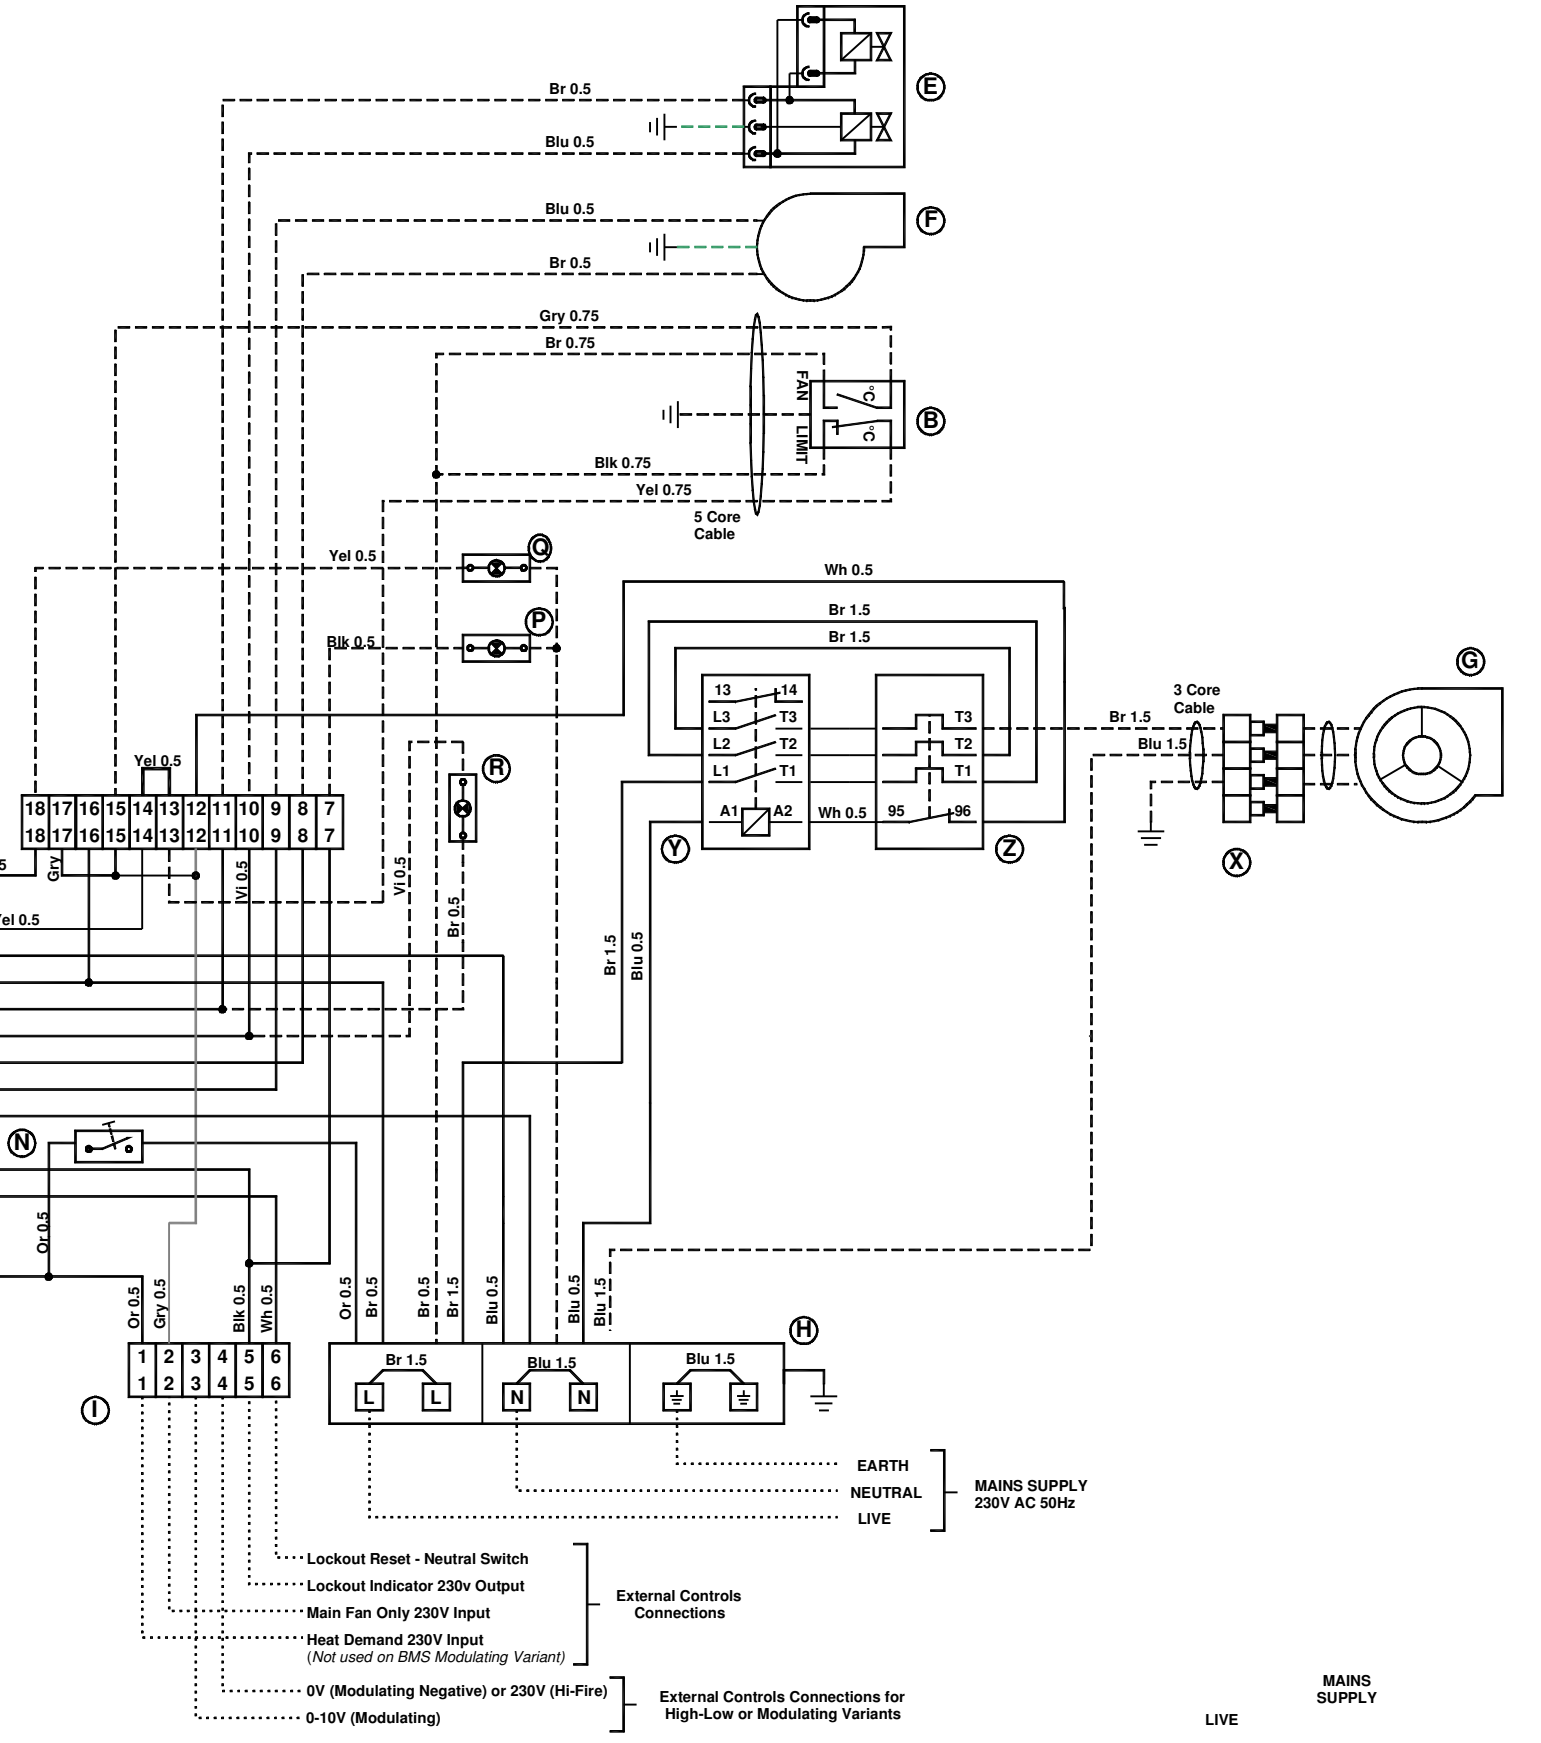 E
Br 0.5
Blu 0.5
Blu 0.5
F
Br 0.5
Gry 0.75
Br 0.75
FAN
°C
B
LIMIT
°C
Blk 0.75
Yel 0.75
5 Core
Cable
Yel 0.5
Q
Wh 0.5
P
Blk 0.5
Br 1.5
Br 1.5
G
13 14
3 Core
Cable
L3 T3 T3
Br 1.5
L2 T2 T2
Blu 1.5
L1 T1 T1
Yel 0.5
R
18 17 16 15 14 13 12 11 10 9 8 7
18 17 16 15 14 13 12 11 10 9 8 7
A1 A2 Wh 0.5 95 96
Y
Z
X
5
Gry
Vi 0.5
Vi 0.5
Br 0.5
el 0.5
Br 1.5
Blu 0.5
N
Or 0.5
Or 0.5
Gry 0.5
Blk 0.5
Wh 0.5
Or 0.5
Br 0.5
Br 0.5
Br 1.5
Blu 0.5
Blu 0.5
Blu 1.5
H
1 2 3 4 5 6
1 2 3 4 5 6
Br 1.5
Blu 1.5
Blu 1.5
L L N N
I
EARTH
NEUTRAL
LIVE
MAINS SUPPLY
230V AC 50Hz
Lockout Reset - Neutral Switch
Lockout Indicator 230v Output
Main Fan Only 230V Input
Heat Demand 230V Input
(Not used on BMS Modulating Variant)
External Controls
Connections
0V (Modulating Negative) or 230V (Hi-Fire)
0-10V (Modulating)
External Controls Connections for
High-Low or Modulating Variants
MAINS
SUPPLY
LIVE